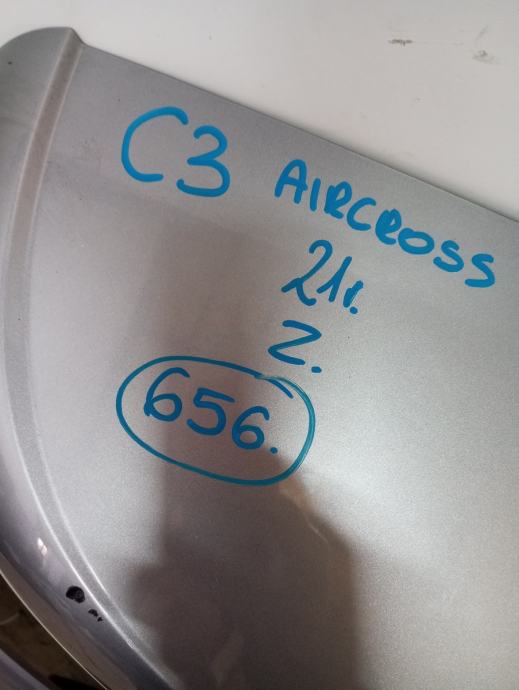 C3 AIRCROSS
21r.
Z.
656.